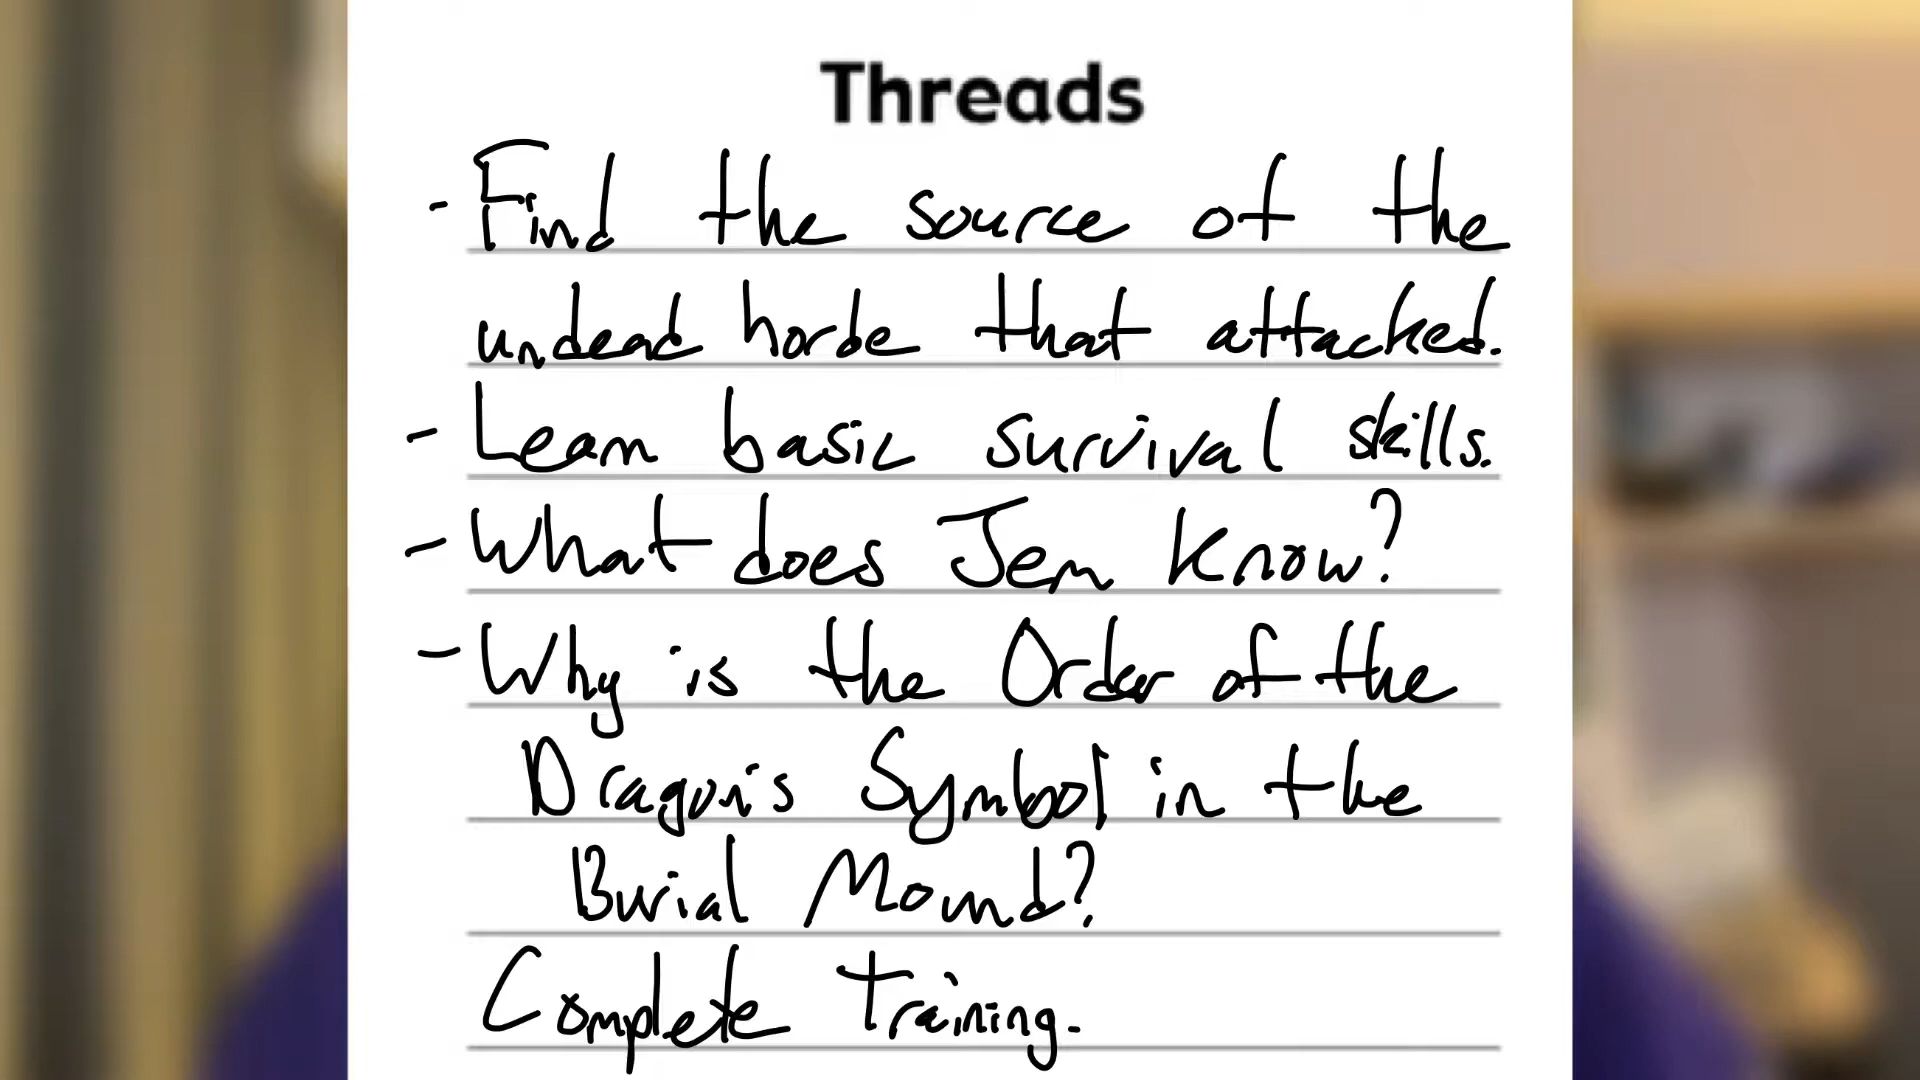 Threads
- Find the source of the
undead horde that attacked.
- Learn basic survival skills.
- What does Jem Know?
- Why is the Order of the
Dragon's Symbol in the
Burial Mound?
Complete Training.